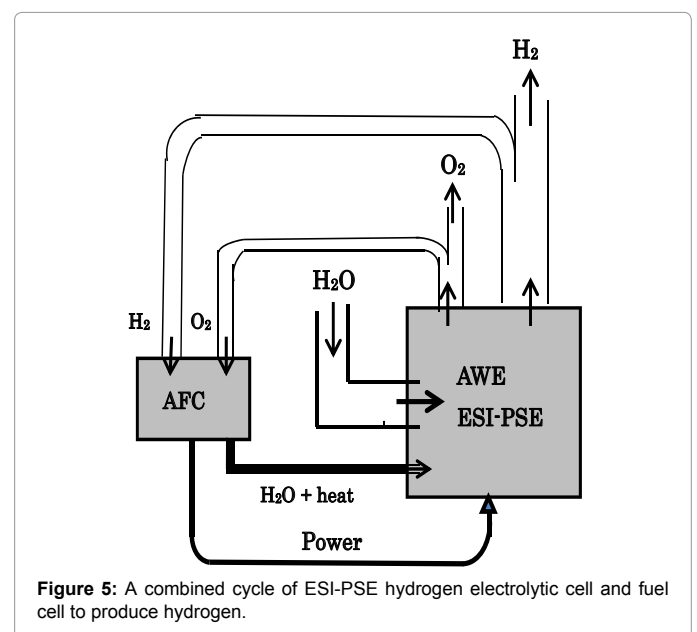 H₂
O₂
H₂O
H₂ O₂
AFC
AWE
ESI-PSE
H₂O + heat
Power
Figure 5: A combined cycle of ESI-PSE hydrogen electrolytic cell and fuel
cell to produce hydrogen.